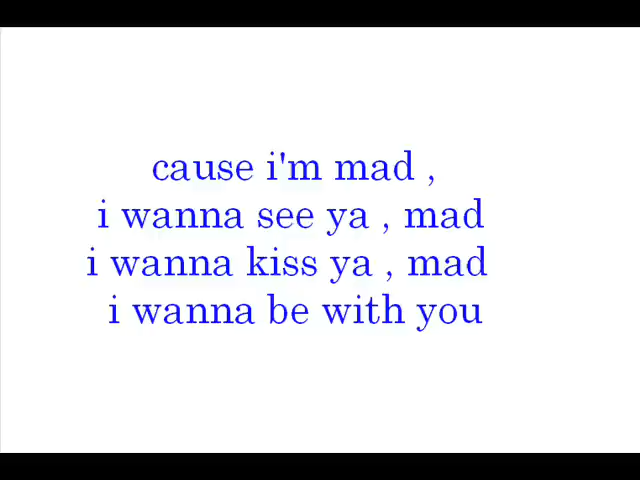 cause i'm mad ,
i wanna see ya , mad
i wanna kiss ya , mad
i wanna be with you